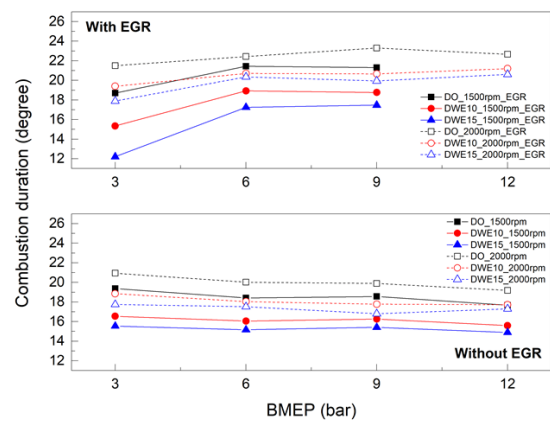 With EGR
26
24
22
20
18
16
14
12
DO_1500rpm_EGR
DWE10_1500rpm_EGR
DWE15_1500rpm_EGR
DO_2000rpm_EGR
DWE10_2000rpm_EGR
DWE15_2000rpm_EGR
3 6 9 12
Combustion duration (degree)
26
24
22
20
18
16
14
12
DO_1500rpm
DWE10_1500rpm
DWE15_1500rpm
DO_2000rpm
DWE10_2000rpm
DWE15_2000rpm
Without EGR
3 6 9 12
BMEP (bar)